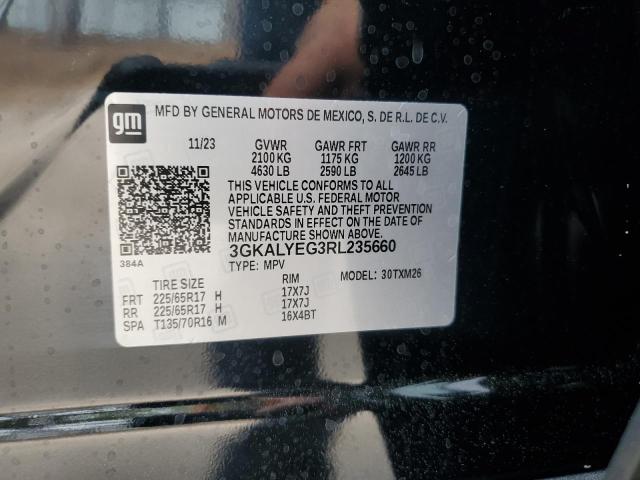 gm
MFD BY GENERAL MOTORS DE MEXICO, S. DE R.L. DE C.V.
11/23 GVWR GAWR FRT GAWR RR
2100 KG 1175 KG 1200 KG
4630 LB 2590 LB 2645 LB
THIS VEHICLE CONFORMS TO ALL
APPLICABLE U.S. FEDERAL MOTOR
VEHICLE SAFETY AND THEFT PREVENTION
STANDARDS IN EFFECT ON THE DATE
OF MANUFACTURE SHOWN ABOVE.
3GKALYEG3RL235660
384A TYPE: MPV MODEL: 30TXM26
TIRE SIZE RIM
FRT 225/65R17 H 17X7J
RR 225/65R17 H 17X7J
SPA T135/70R16 M 16X4BT